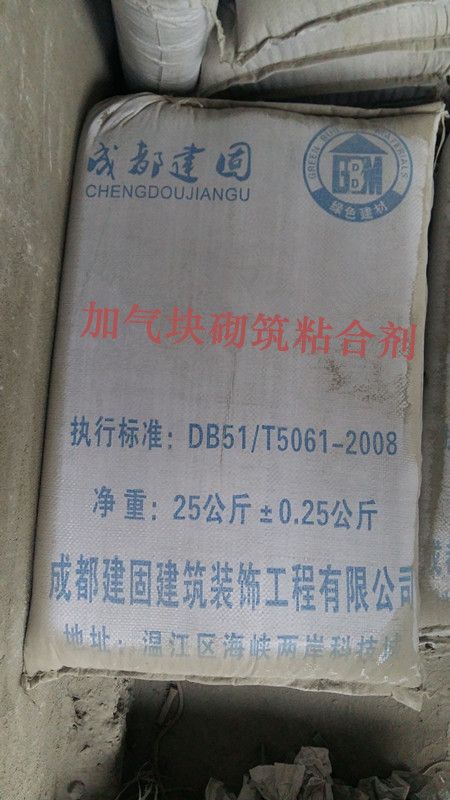 成都建固
CHENGDOUJIANGU
GREEN BUILDING MATERIALS
GBM
绿色建材
加气块砌筑粘合剂
执行标准：DB51/T5061-2008
净重：25公斤±0.25公斤
成都建固建筑装饰工程有限公司
地址：温江区海峡两岸科技